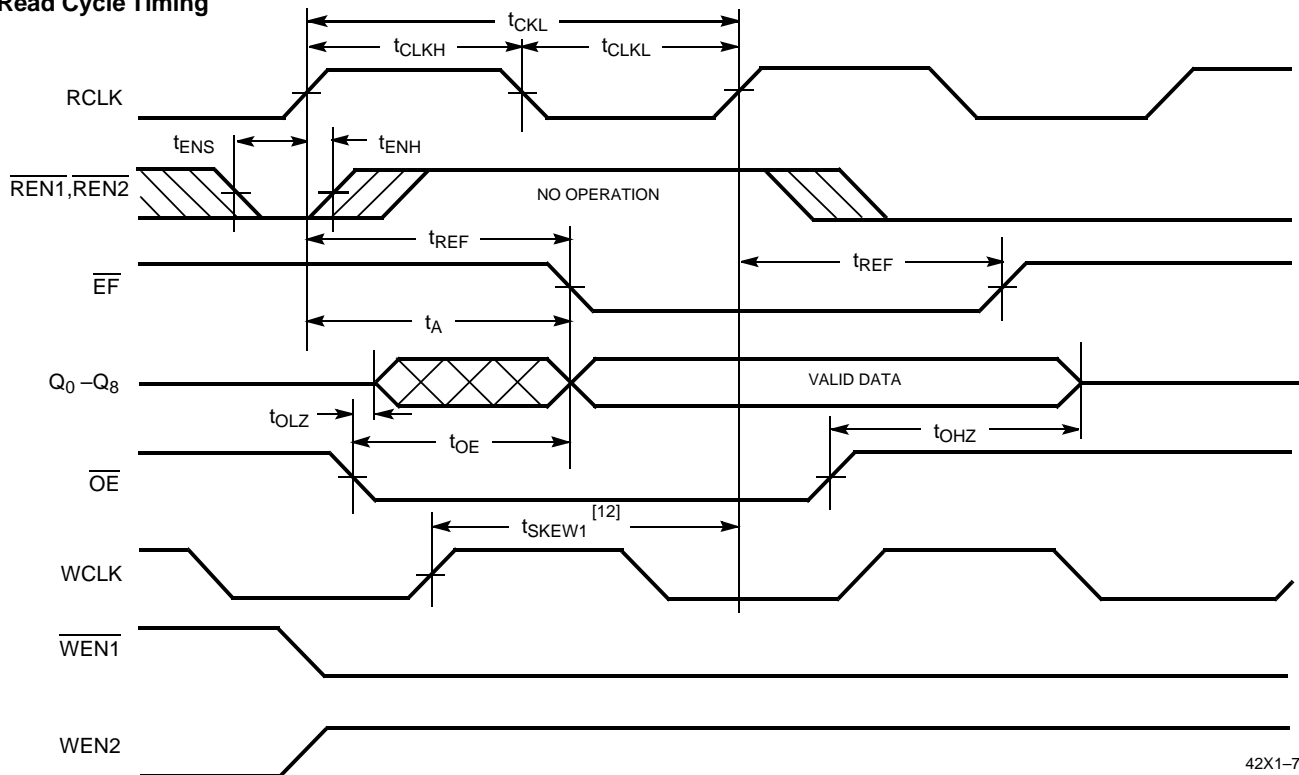 Read Cycle Timing
tCKL
tCLKH
tCLKL
RCLK
tENS
tENH
REN1,REN2
NO OPERATION
tREF
tREF
EF
tA
Q0 –Q8
VALID DATA
tOLZ
tOE
tOHZ
OE
tSKEW1 [12]
WCLK
WEN1
WEN2
42X1–7